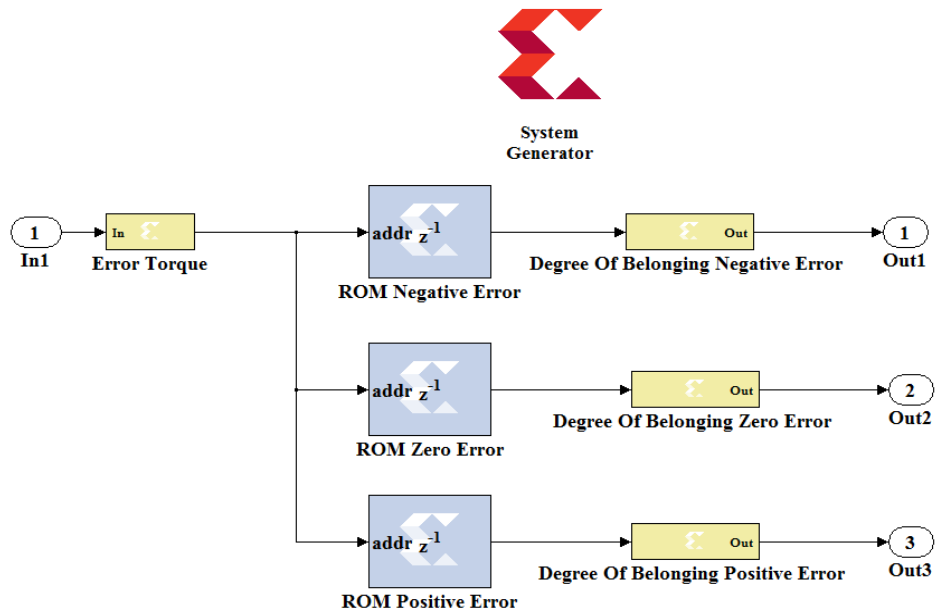 System
Generator
1
In
addr z-1
Out
1
In1
Error Torque
ROM Negative Error
Degree Of Belonging Negative Error
Out1
addr z-1
Out
2
ROM Zero Error
Degree Of Belonging Zero Error
Out2
addr z-1
Out
3
ROM Positive Error
Degree Of Belonging Positive Error
Out3